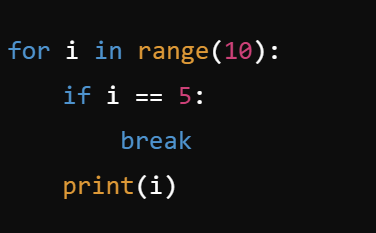 for i in range(10):
    if i == 5:
        break
    print(i)